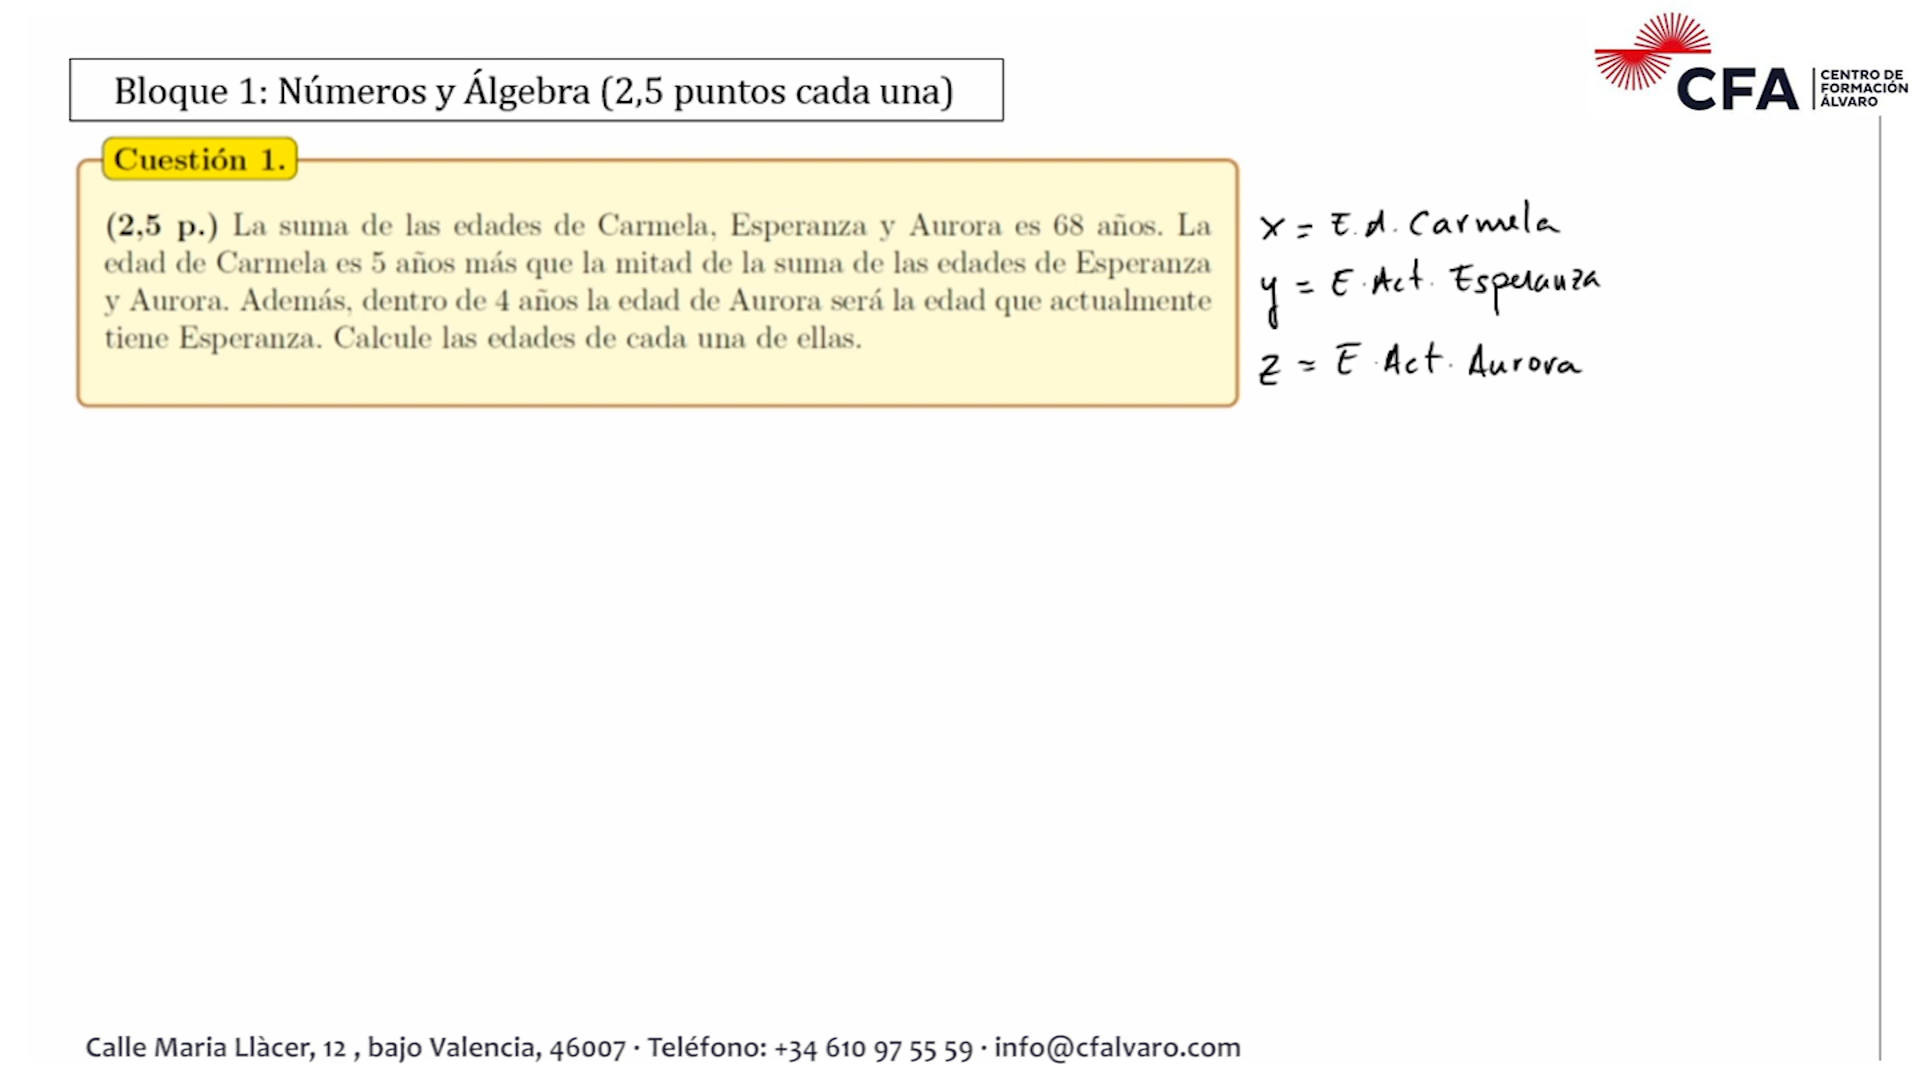 Bloque 1: Números y Álgebra (2,5 puntos cada una)
CFA
CENTRO DE
FORMACIÓN
ÁLVARO
Cuestión 1.
(2,5 p.) La suma de las edades de Carmela, Esperanza y Aurora es 68 años. La
edad de Carmela es 5 años más que la mitad de la suma de las edades de Esperanza
y Aurora. Además, dentro de 4 años la edad de Aurora será la edad que actualmente
tiene Esperanza. Calcule las edades de cada una de ellas.
x = E.A. Carmela
y = E. Act. Esperanza
z = E. Act. Aurora
Calle Maria Llàcer, 12 , bajo Valencia, 46007 · Teléfono: +34 610 97 55 59 · info@cfalvaro.com